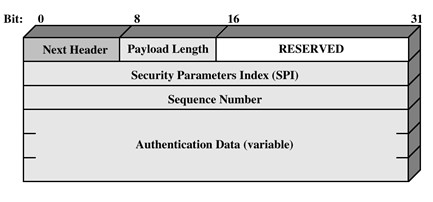 Bit: 0 8 16 31
Next Header Payload Length RESERVED
Security Parameters Index (SPI)
Sequence Number
Authentication Data (variable)